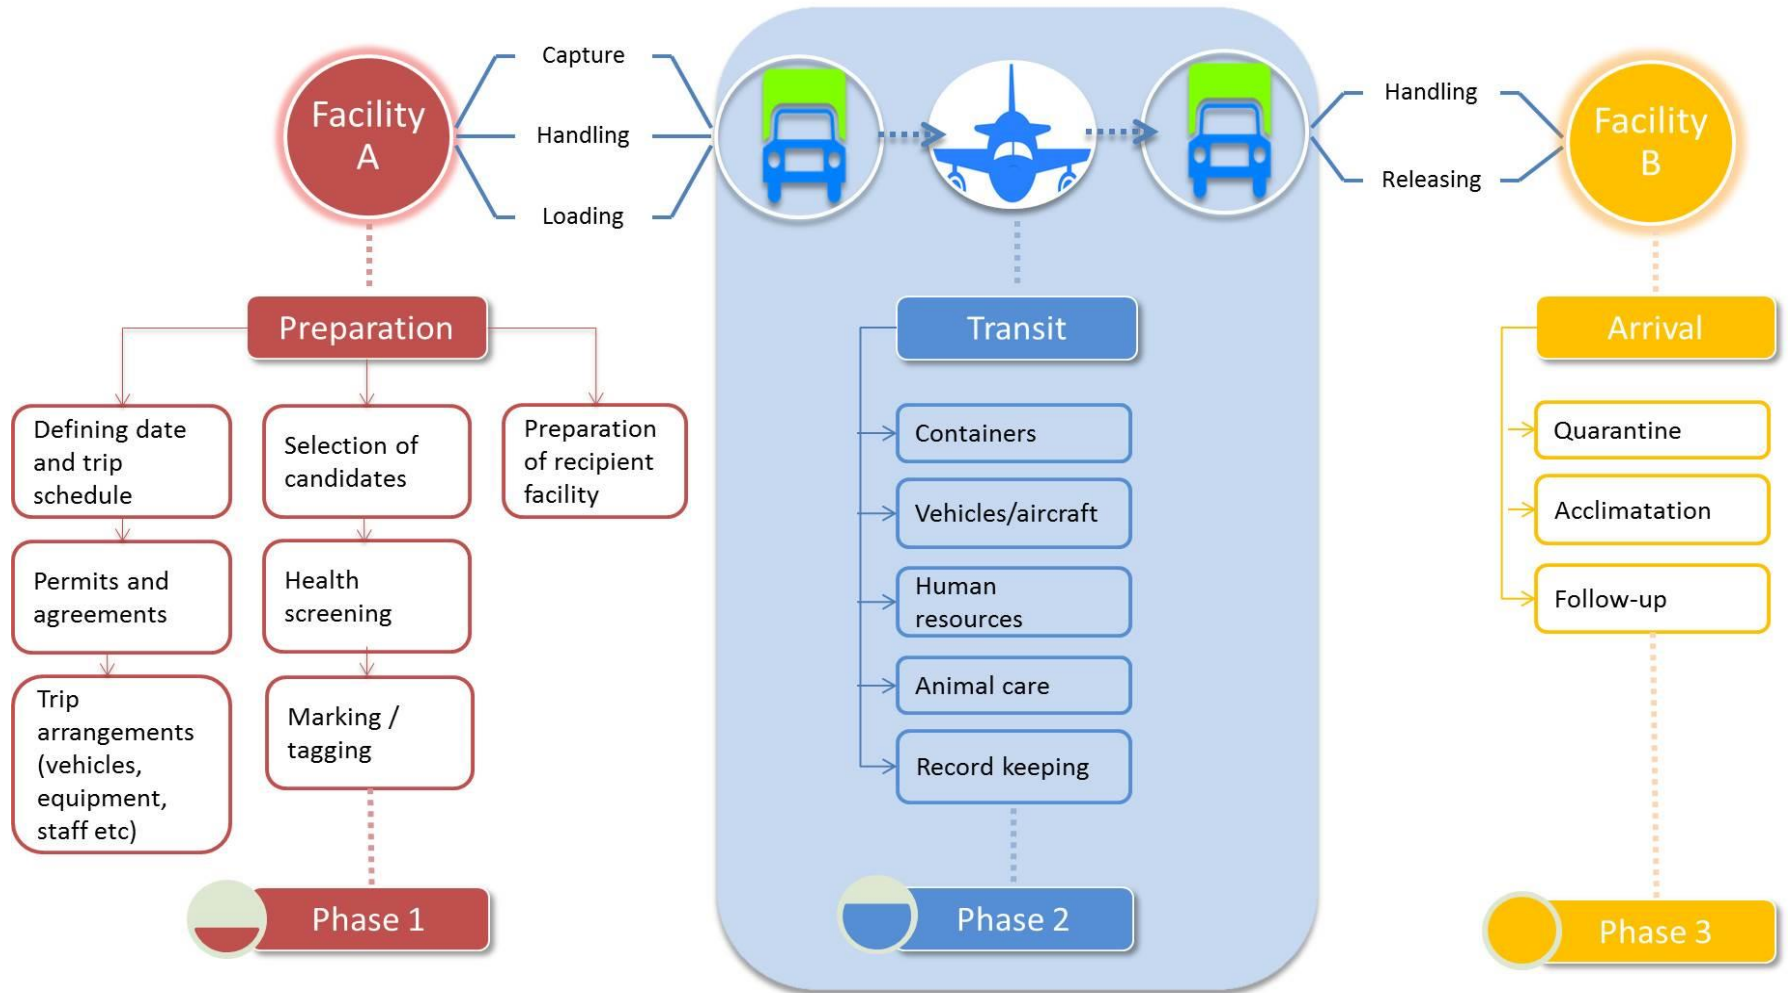 Facility
A
Capture
Handling
Loading
Handling
Releasing
Facility
B
Preparation
Defining date
and trip
schedule
Permits and
agreements
Trip
arrangements
(vehicles,
equipment,
staff etc)
Selection of
candidates
Health
screening
Marking /
tagging
Preparation
of recipient
facility
Phase 1
Transit
Containers
Vehicles/aircraft
Human
resources
Animal care
Record keeping
Phase 2
Arrival
Quarantine
Acclimatation
Follow-up
Phase 3